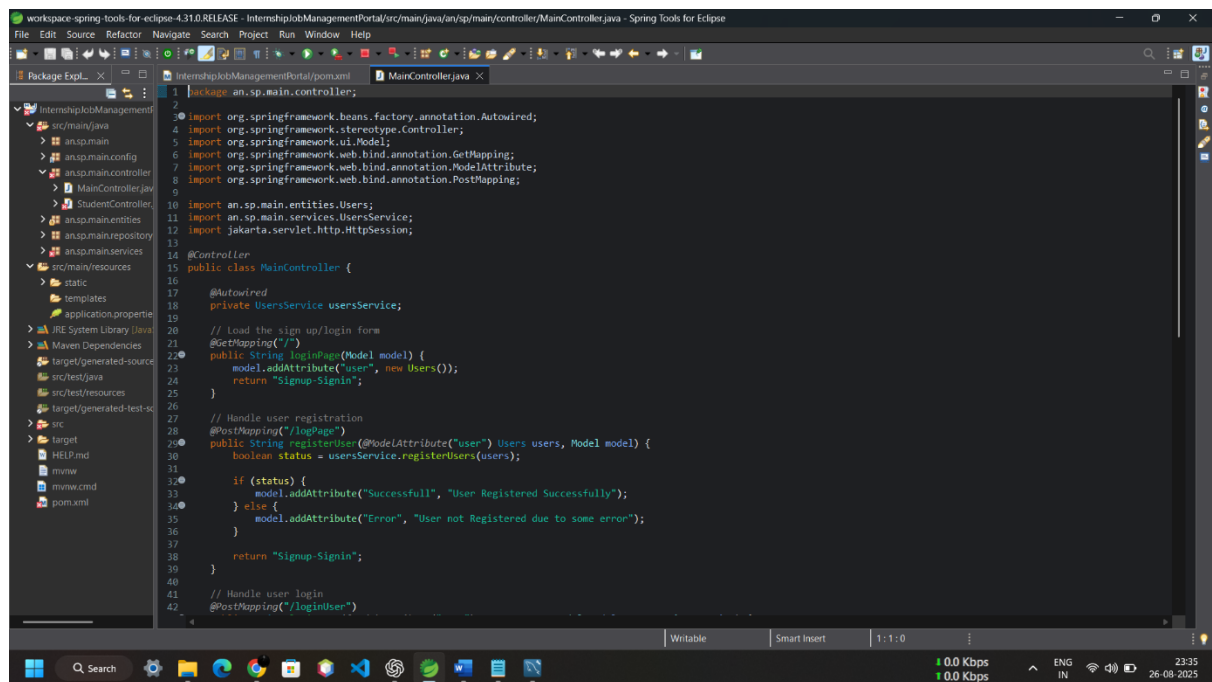 workspace-spring-tools-for-eclipse-4.31.0.RELEASE - InternshipJobManagementPortal/src/main/java/an/sp/main/controller/MainController.java - Spring Tools for Eclipse
File Edit Source Refactor Navigate Search Project Run Window Help
Package Expl...
InternshipJobManagementPortal/pom.xml
MainController.java
InternshipJobManagementF
src/main/java
an.sp.main
an.sp.main.config
an.sp.main.controller
MainController.jav
StudentController.
an.sp.main.entities
an.sp.main.repository
an.sp.main.services
src/main/resources
static
templates
application.propertie
JRE System Library [Java
Maven Dependencies
target/generated-source
src/test/java
src/test/resources
target/generated-test-so
src
target
HELP.md
mvnw
mvnw.cmd
pom.xml
1 package an.sp.main.controller;
2
3 import org.springframework.beans.factory.annotation.Autowired;
4 import org.springframework.stereotype.Controller;
5 import org.springframework.ui.Model;
6 import org.springframework.web.bind.annotation.GetMapping;
7 import org.springframework.web.bind.annotation.ModelAttribute;
8 import org.springframework.web.bind.annotation.PostMapping;
9
10 import an.sp.main.entities.Users;
11 import an.sp.main.services.UsersService;
12 import jakarta.servlet.http.HttpSession;
13
14 @Controller
15 public class MainController {
16
17 @Autowired
18 private UsersService usersService;
19
20 // Load the sign up/login form
21 @GetMapping("/")
22 public String loginPage(Model model) {
23 model.addAttribute("user", new Users());
24 return "Signup-Signin";
25 }
26
27 // Handle user registration
28 @PostMapping("/logPage")
29 public String registerUser(@ModelAttribute("user") Users users, Model model) {
30 boolean status = usersService.registerUsers(users);
31
32 if (status) {
33 model.addAttribute("Successfull", "User Registered Successfully");
34 } else {
35 model.addAttribute("Error", "User not Registered due to some error");
36 }
37
38 return "Signup-Signin";
39 }
40
41 // Handle user login
42 @PostMapping("/loginUser")
Writable Smart Insert 1 : 1 : 0
Search
0.0 Kbps
0.0 Kbps
ENG
IN
23:35
26-08-2025